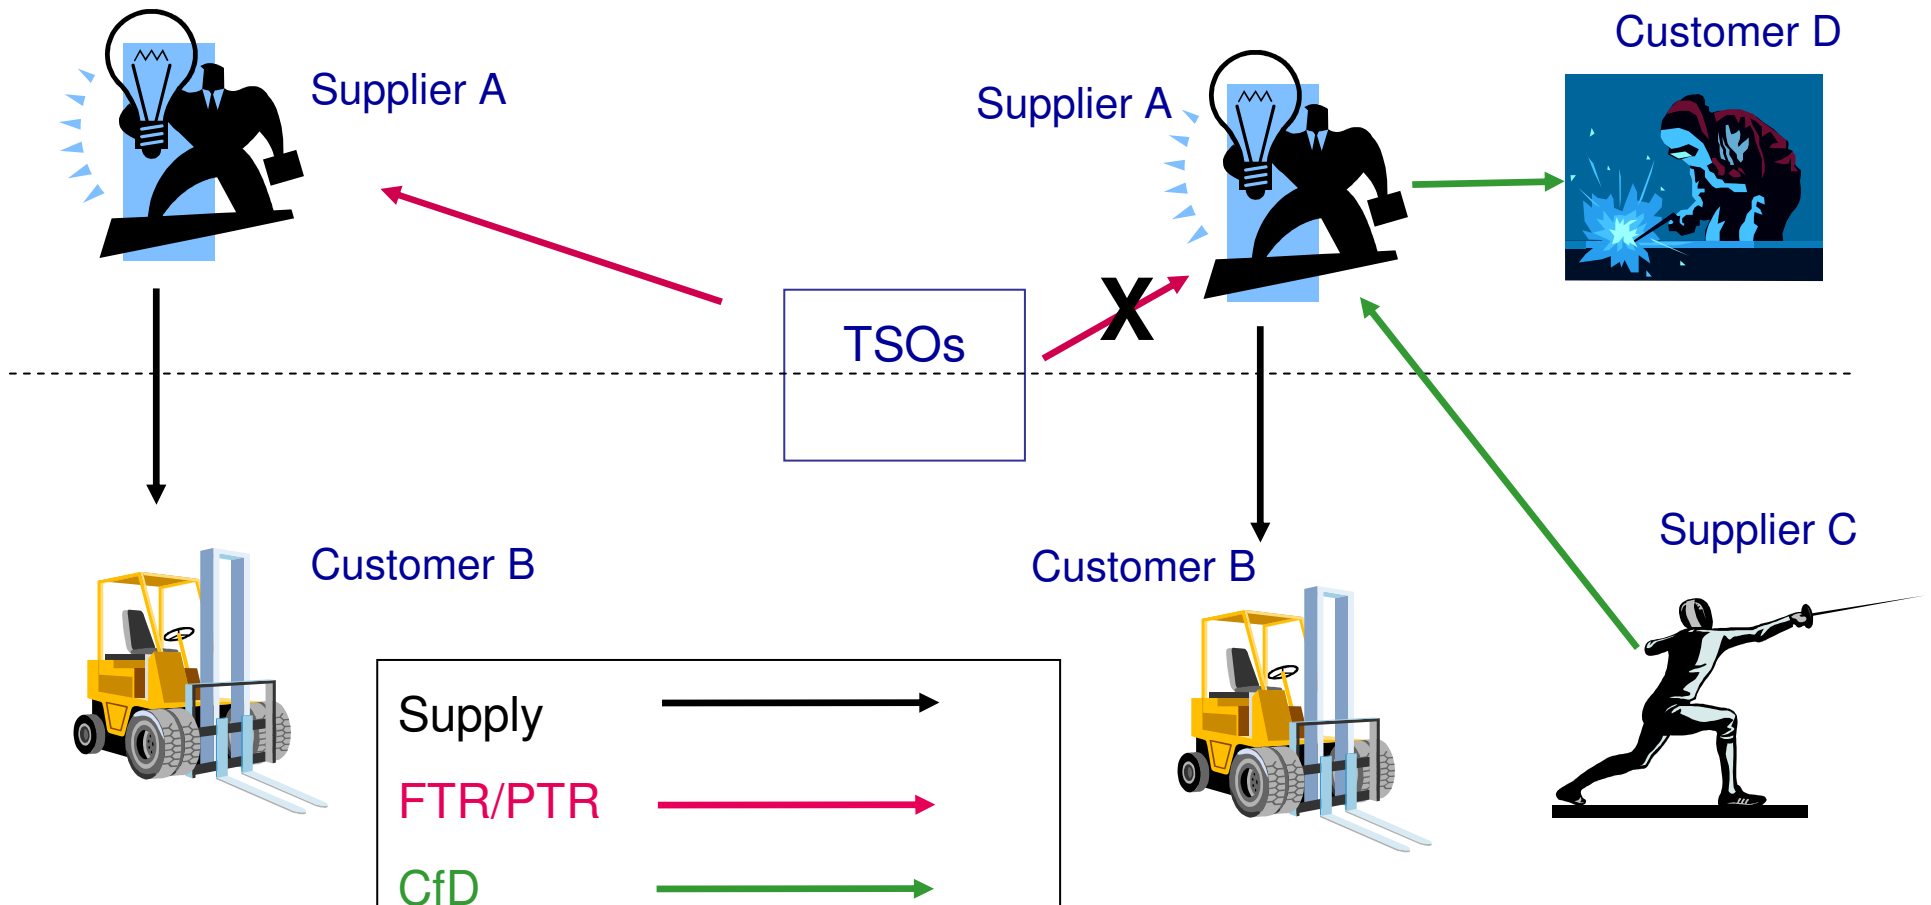 Customer D
Supplier A
Supplier A
X
TSOs
Supplier C
Customer B
Customer B
Supply
FTR/PTR
CfD